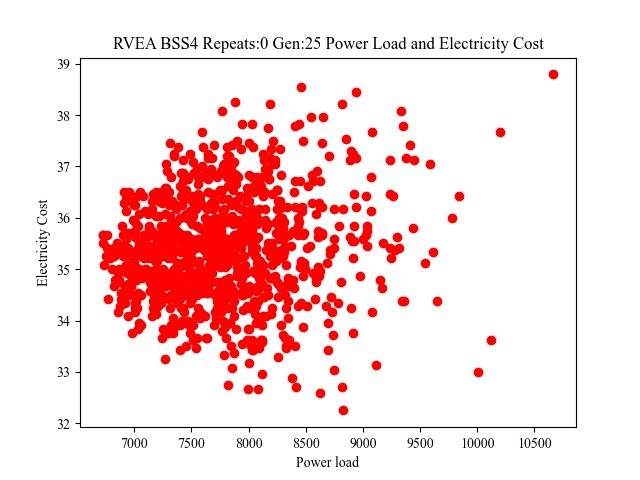 RVEA BSS4 Repeats:0 Gen:25 Power Load and Electricity Cost
39
38
37
36
35
34
33
32
Electricity Cost
7000 7500 8000 8500 9000 9500 10000 10500
Power load